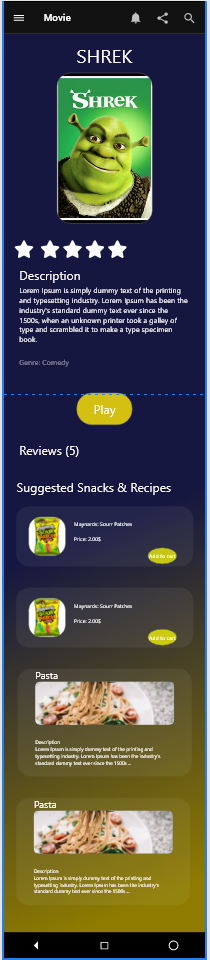 Movie
SHREK
SHREK
Description
Lorem Ipsum is simply dummy text of the printing
and typesetting industry. Lorem Ipsum has been the
industry's standard dummy text ever since the
1500s, when an unknown printer took a galley of
type and scrambled it to make a type specimen
book.
Genre: Comedy
Play
Reviews (5)
Suggested Snacks & Recipes
Maynards: Sour Patches
Price: 2.00$
Add to cart
Maynards: Sour Patches
Price: 2.00$
Add to cart
Pasta
Description
Lorem Ipsum is simply dummy text of the printing and
typesetting industry. Lorem Ipsum has been the industry's
standard dummy text ever since the 1500s ...
Pasta
Description
Lorem Ipsum is simply dummy text of the printing and
typesetting industry. Lorem Ipsum has been the industry's
standard dummy text ever since the 1500s ...